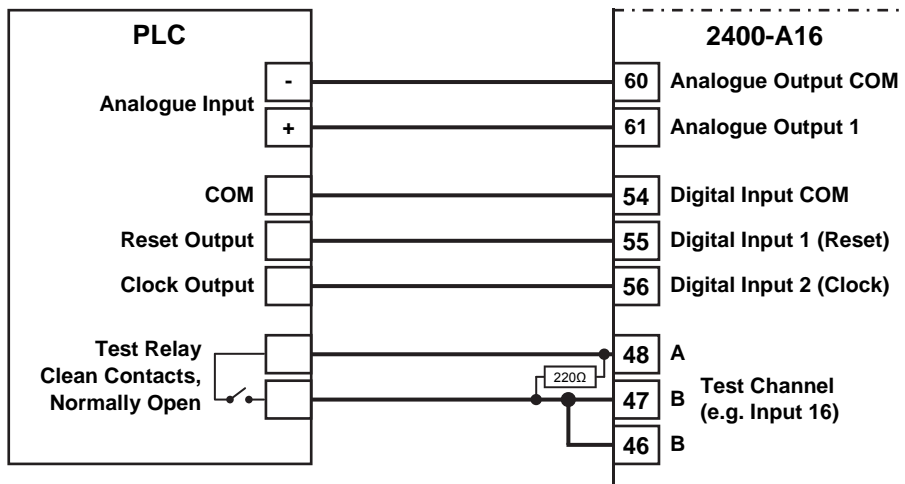 PLC
2400-A16
Analogue Input
-
60
Analogue Output COM
+
61
Analogue Output 1
COM
54
Digital Input COM
Reset Output
55
Digital Input 1 (Reset)
Clock Output
56
Digital Input 2 (Clock)
Test Relay
Clean Contacts,
Normally Open
220Ω
48
A
47
B
46
B
Test Channel
(e.g. Input 16)